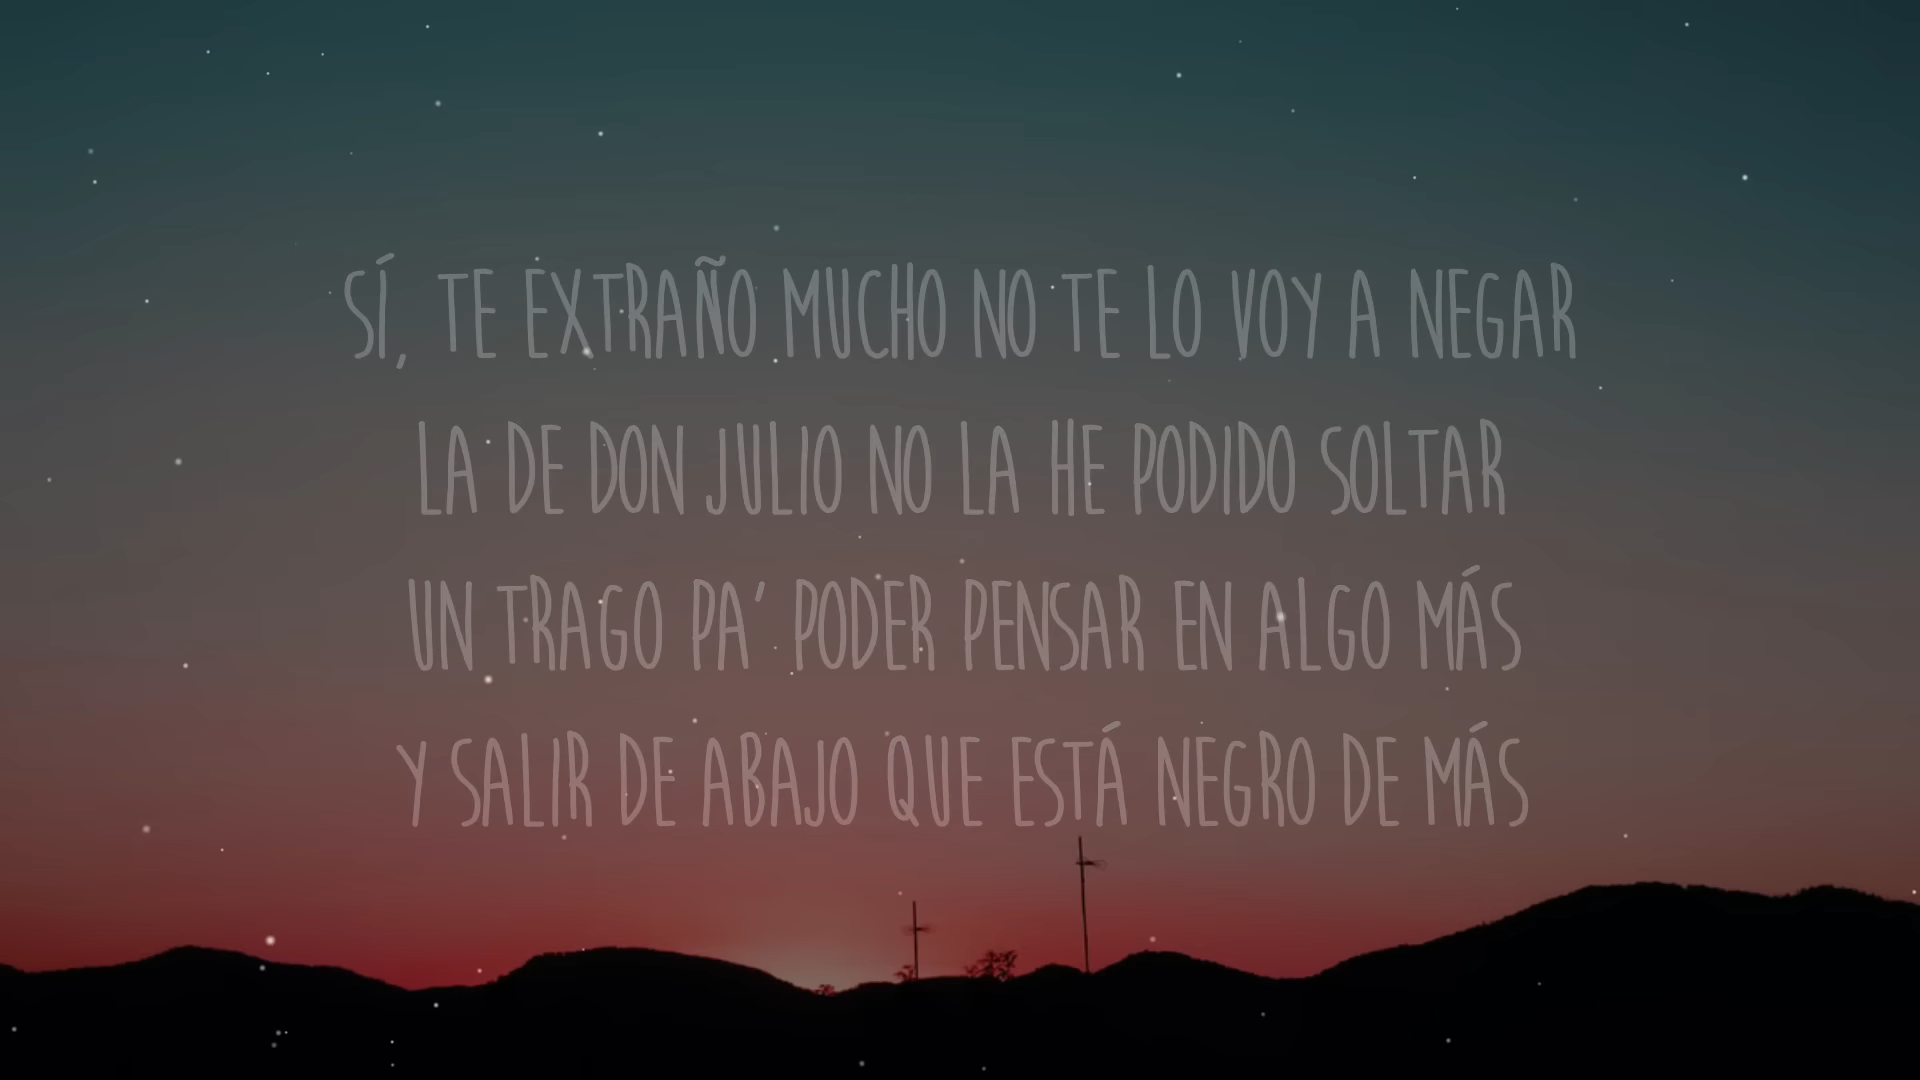 SÍ, TE EXTRAÑO MUCHO NO TE LO VOY A NEGAR
LA DE DON JULIO NO LA HE PODIDO SOLTAR
UN TRAGO PA' PODER PENSAR EN ALGO MÁS
Y SALIR DE ABAJO QUE ESTÁ NEGRO DE MÁS